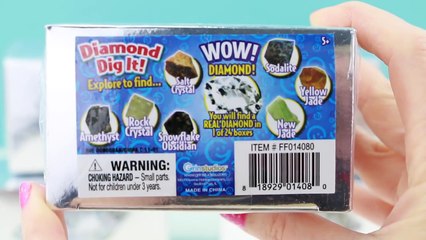 Diamond
Dig It!
Explore to find...
Salt
Crystal
Amethyst
Rock
Crystal
Snowflake
Obsidian
WOW!
DIAMOND!
You will find a
REAL DIAMOND in
1 of 24 boxes
5+
Sodalite
Yellow
Jade
New
Jade
WARNING:
CHOKING HAZARD - Small parts.
Not for children under 3 years.
Grin studios
MADE IN CHINA
ITEM # FF014080
8 18929 01408 0